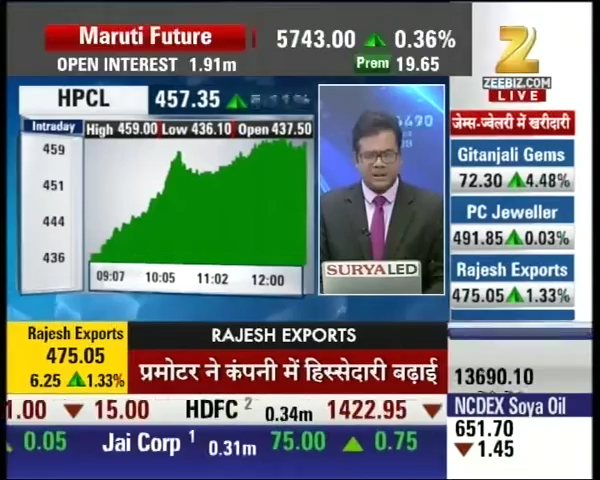 Maruti Future
5743.00 0.36%
OPEN INTEREST 1.91m
Prem 19.65
Z
ZEEBIZ.COM
LIVE
HPCL 457.35
Intraday High 459.00 Low 436.10 Open 437.50
459
451
444
436
09:07 10:05 11:02 12:00
SURYA LED
जेम्स-ज्वेलरी में खरीदारी
Gitanjali Gems
72.30 4.48%
PC Jeweller
491.85 0.03%
Rajesh Exports
475.05 1.33%
Rajesh Exports
475.05
6.25 1.33%
RAJESH EXPORTS
प्रमोटर ने कंपनी में हिस्सेदारी बढ़ाई
13690.10
1.00 15.00 HDFC 2 0.34m 1422.95
NCDEX Soya Oil
651.70
1.45
0.05 Jai Corp 1 0.31m 75.00 0.75